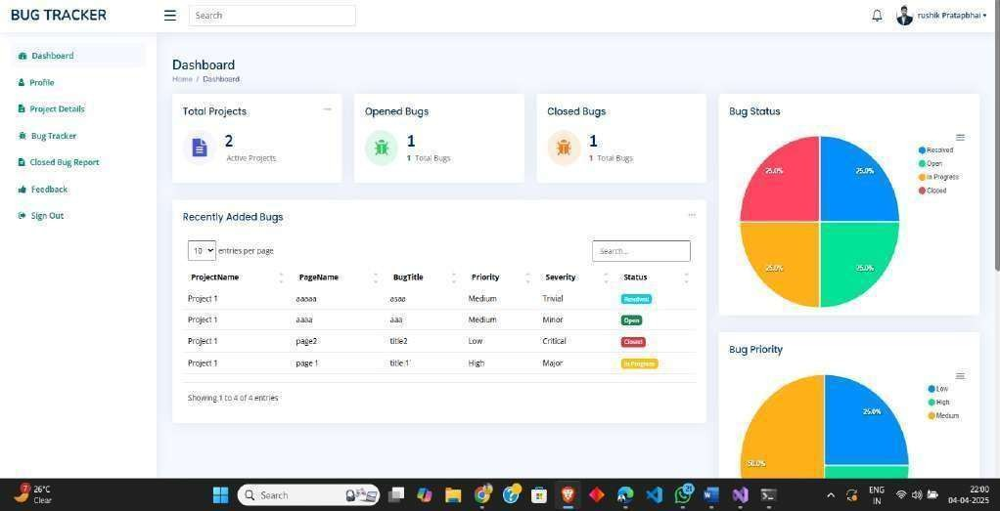 BUG TRACKER
Search
rushik Pratapbhai
Dashboard
Profile
Project Details
Bug Tracker
Closed Bug Report
Feedback
Sign Out
Dashboard
Home / Dashboard
Total Projects
2
Active Projects
Opened Bugs
1
1 Total Bugs
Closed Bugs
1
1 Total Bugs
Bug Status
25.0% 25.0%
25.0% 25.0%
Resolved
Open
In Progress
Closed
Recently Added Bugs
10 entries per page
Search...
ProjectName PageName BugTitle Priority Severity Status
Project 1 aaaaa asaa Medium Trivial Resolved
Project 1 aaaa aaa Medium Minor Open
Project 1 page2 title2 Low Critical Closed
Project 1 page 1 title 1' High Major In Progress
Showing 1 to 4 of 4 entries
Bug Priority
25.0%
50.0%
Low
High
Medium
7
26°C
Clear
Search
ENG
IN
22:00
04-04-2025